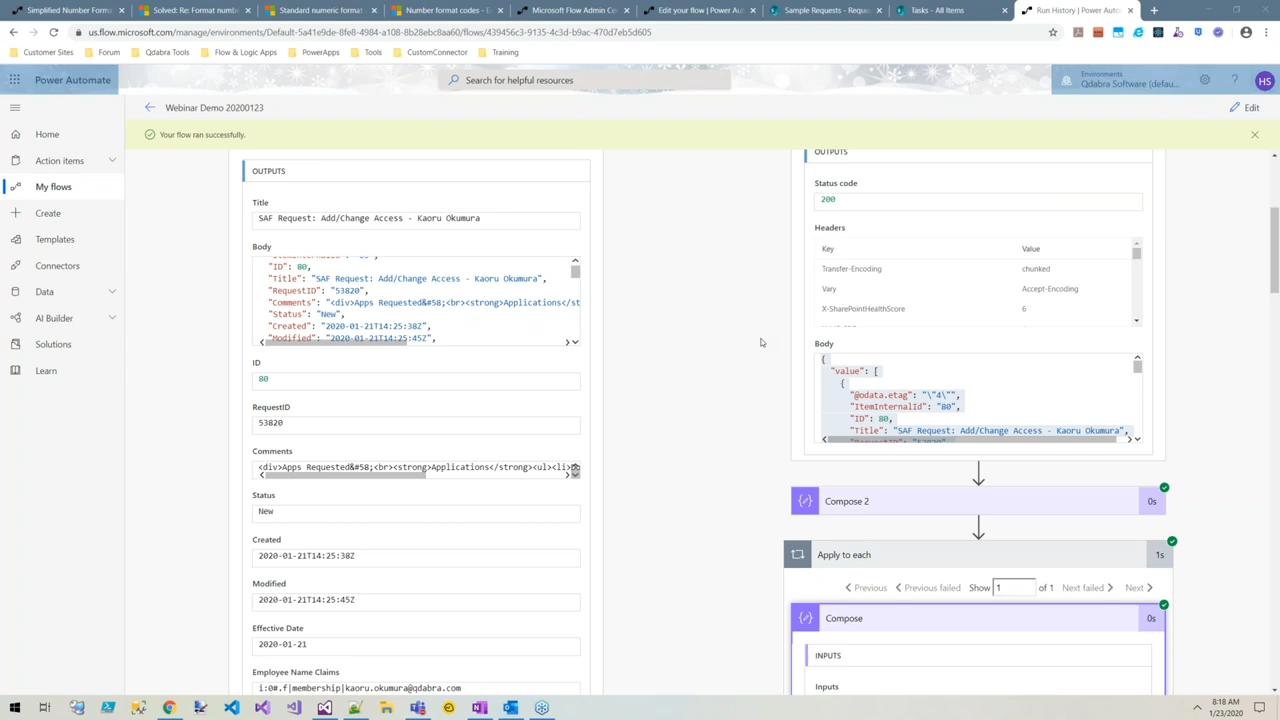 Solved: Re: Format numbe
Standard numeric format s
Number format codes - E
Microsoft Flow Admin Cen
Edit your flow | Power Au
Sample Requests - Reque
Tasks - All Items
Run History | Power Auto
us.flow.microsoft.com/manage/environments/Default-5a41e9de-8fe8-4984-a108-8b28ebc8aa60/flows/439456c3-9135-4c3d-b9ac-470d7eb5d605
Customer Sites
Forum
Qdabra Tools
Flow & Logic Apps
PowerApps
Tools
CustomConnector
Training
Power Automate
Search for helpful resources
Environments
Qdabra Software (defau...
HS
Webinar Demo 20200123
Edit
Your flow ran successfully.
Home
Action items
My flows
Create
Templates
Connectors
Data
AI Builder
Solutions
Learn
OUTPUTS
Title
SAF Request: Add/Change Access - Kaoru Okumura
Body
"ID": 80,
"Title": "SAF Request: Add/Change Access - Kaoru Okumura",
"RequestID": "53820",
"Comments": "<div>Apps Requested&#58;<br><strong>Applications</st
"Status": "New",
"Created": "2020-01-21T14:25:38Z",
"Modified": "2020-01-21T14:25:45Z",
ID
80
RequestID
53820
Comments
<div>Apps Requested&#58;<br><strong>Applications</strong><ul><li>
Status
New
Created
2020-01-21T14:25:38Z
Modified
2020-01-21T14:25:45Z
Effective Date
2020-01-21
Employee Name Claims
i:0#.f|membership|kaoru.okumura@qdabra.com
OUTPUTS
Status code
200
Headers
Key Value
Transfer-Encoding chunked
Vary Accept-Encoding
X-SharePointHealthScore 6
Body
{
"value": [
{
"@odata.etag": "\"4\"",
"ItemInternalId": "80",
"ID": 80,
"Title": "SAF Request: Add/Change Access - Kaoru Okumura",
Compose 2
0s
Apply to each
1s
Previous
Previous failed
Show 1 of 1
Next failed
Next
Compose
0s
INPUTS
Inputs
8:18 AM
1/23/2020